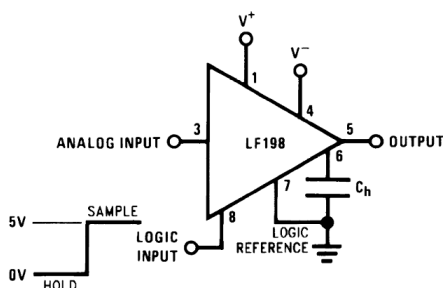 V⁺
V⁻
1
4
ANALOG INPUT
3
LF198
5
OUTPUT
6
7
8
Cₕ
5V
SAMPLE
LOGIC
INPUT
LOGIC
REFERENCE
0V
HOLD